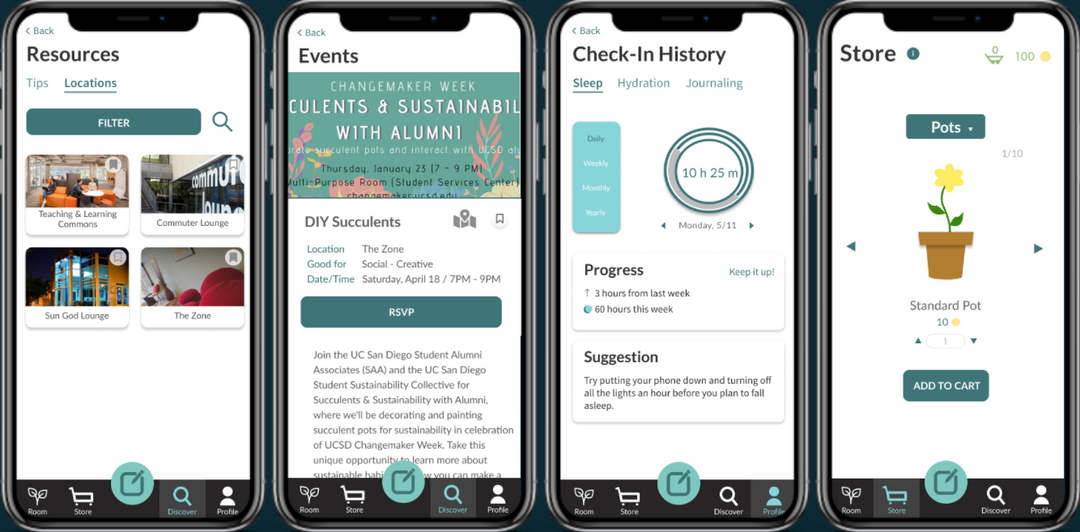 < Back
Resources
Tips Locations
FILTER
Teaching & Learning
Commons
Commuter Lounge
Sun God Lounge
The Zone
Room Store Discover Profile
< Back
Events
CHANGEMAKER WEEK
CULENTS & SUSTAINABIL
WITH ALUMNI
succulent pots and interact with UCSD
Thursday, January 23 (7 - 9 PM)
Multi-Purpose Room (Student Services Center)
changemaker.ucsd.edu
DIY Succulents
Location The Zone
Good for Social - Creative
Date/Time Saturday, April 18 / 7PM - 9PM
RSVP
Join the UC San Diego Student Alumni
Associates (SAA) and the UC San Diego
Student Sustainability Collective for
Succulents & Sustainability with Alumni,
where we'll be decorating and painting
succulent pots for sustainability in celebration
of UCSD Changemaker Week. Take this
unique opportunity to learn more about
sustainable you can make a
Room Store Discover Profile
< Back
Check-In History
Sleep Hydration Journaling
Daily
Weekly
Monthly
Yearly
10 h 25 m
Monday, 5/11
Progress Keep it up!
↑ 3 hours from last week
60 hours this week
Suggestion
Try putting your phone down and turning off
all the lights an hour before you plan to fall
asleep.
Room Store Discover Profile
Store i 100
Pots
1/10
Standard Pot
10
1
ADD TO CART
Room Store Discover Profile